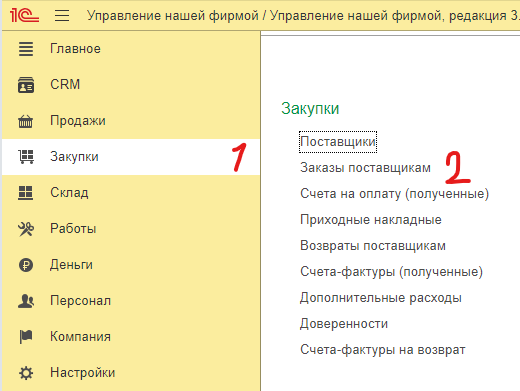 1С Управление нашей фирмой / Управление нашей фирмой, редакция 3.
Главное
CRM
Продажи
Закупки 1
Склад
Работы
Деньги
Персонал
Компания
Настройки
Закупки
Поставщики
Заказы поставщикам 2
Счета на оплату (полученные)
Приходные накладные
Возвраты поставщикам
Счета-фактуры (полученные)
Дополнительные расходы
Доверенности
Счета-фактуры на возврат